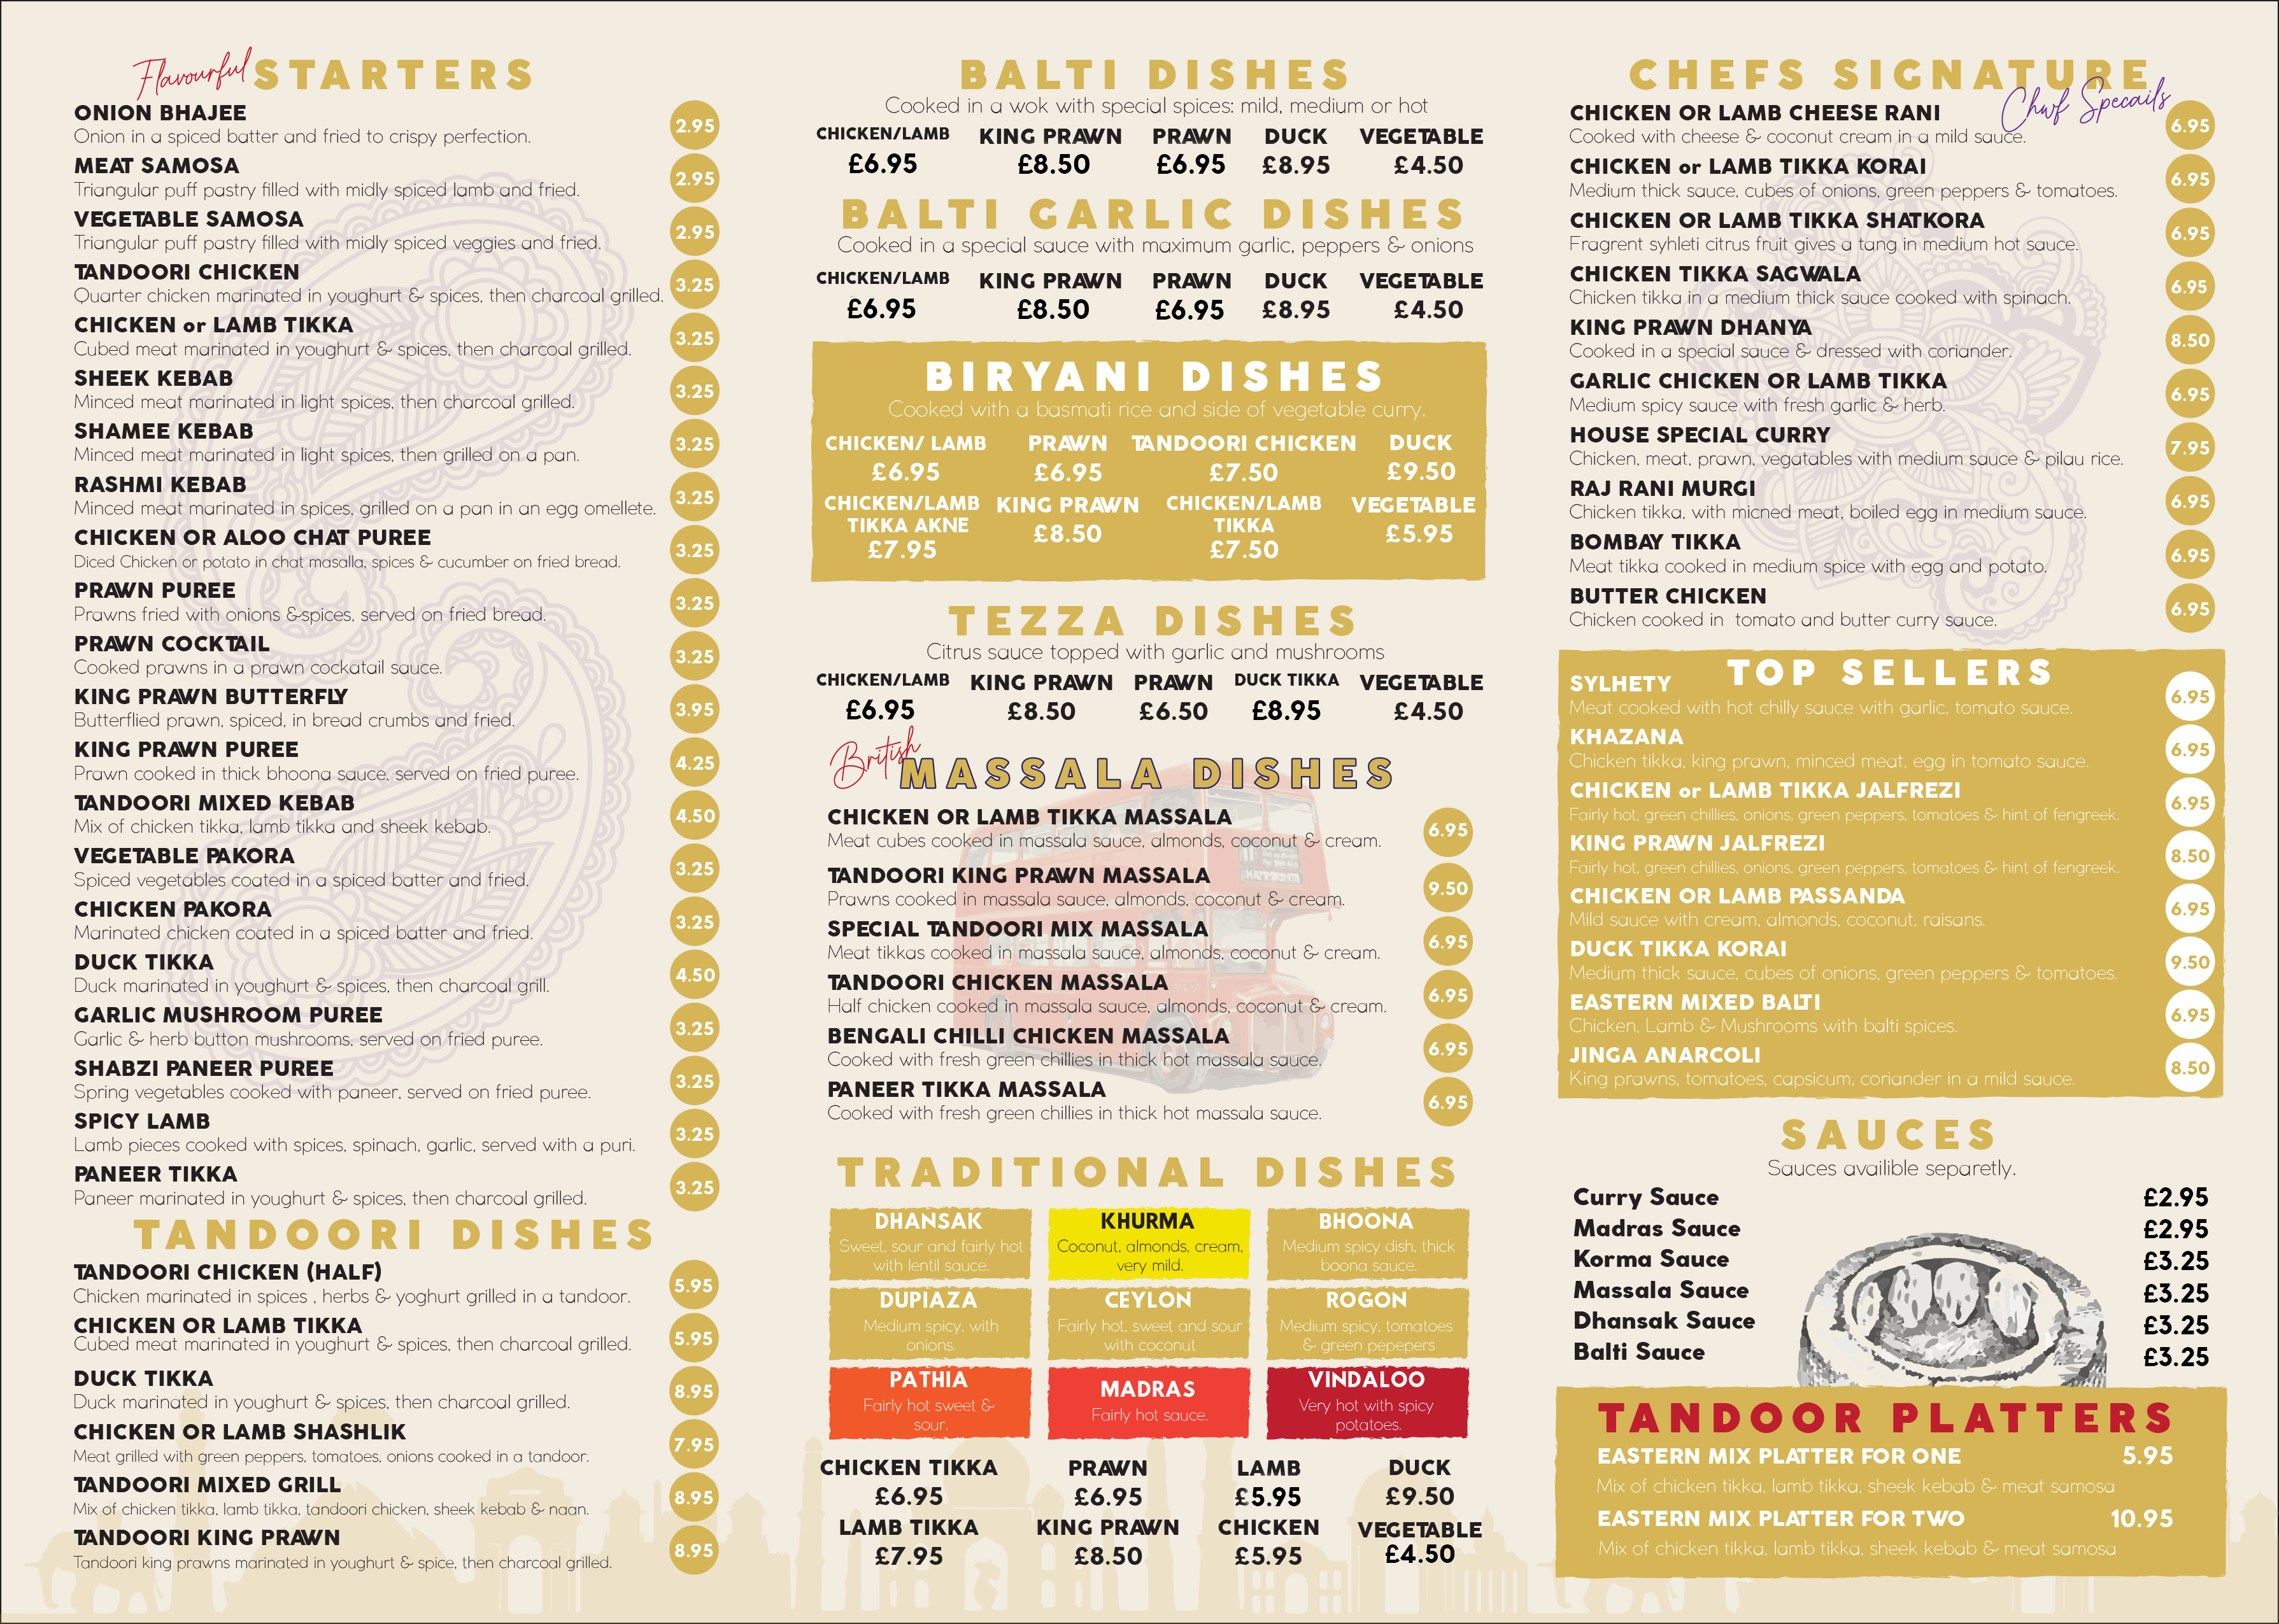 Flavourful STARTERS
ONION BHAJEE
Onion in a spiced batter and fried to crispy perfection.
2.95
MEAT SAMOSA
Triangular puff pastry filled with midly spiced lamb and fried.
2.95
VEGETABLE SAMOSA
Triangular puff pastry filled with midly spiced veggies and fried.
2.95
TANDOORI CHICKEN
Quarter chicken marinated in youghurt & spices, then charcoal grilled.
3.25
CHICKEN or LAMB TIKKA
Cubed meat marinated in youghurt & spices, then charcoal grilled.
3.25
SHEEK KEBAB
Minced meat marinated in light spices, then charcoal grilled.
3.25
SHAMEE KEBAB
Minced meat marinated in light spices, then grilled on a pan.
3.25
RASHMI KEBAB
Minced meat marinated in spices, grilled on a pan in an egg omellete.
3.25
CHICKEN OR ALOO CHAT PUREE
Diced Chicken or potato in chat masalla, spices & cucumber on fried bread.
3.25
PRAWN PUREE
Prawns fried with onions &spices, served on fried bread.
3.25
PRAWN COCKTAIL
Cooked prawns in a prawn cockatail sauce.
3.25
KING PRAWN BUTTERFLY
Butterflied prawn, spiced, in bread crumbs and fried.
3.95
KING PRAWN PUREE
Prawn cooked in thick bhoona sauce, served on fried puree.
4.25
TANDOORI MIXED KEBAB
Mix of chicken tikka, lamb tikka and sheek kebab.
4.50
VEGETABLE PAKORA
Spiced vegetables coated in a spiced batter and fried.
3.25
CHICKEN PAKORA
Marinated chicken coated in a spiced batter and fried.
3.25
DUCK TIKKA
Duck marinated in youghurt & spices, then charcoal grill.
4.50
GARLIC MUSHROOM PUREE
Garlic & herb button mushrooms, served on fried puree.
3.25
SHABZI PANEER PUREE
Spring vegetables cooked with paneer, served on fried puree.
3.25
SPICY LAMB
Lamb pieces cooked with spices, spinach, garlic, served with a puri.
3.25
PANEER TIKKA
Paneer marinated in youghurt & spices, then charcoal grilled.
3.25
TANDOORI DISHES
TANDOORI CHICKEN (HALF)
Chicken marinated in spices , herbs & yoghurt grilled in a tandoor.
5.95
CHICKEN OR LAMB TIKKA
Cubed meat marinated in youghurt & spices, then charcoal grilled.
5.95
DUCK TIKKA
Duck marinated in youghurt & spices, then charcoal grilled.
8.95
CHICKEN OR LAMB SHASHLIK
Meat grilled with green peppers, tomatoes, onions cooked in a tandoor.
7.95
TANDOORI MIXED GRILL
Mix of chicken tikka, lamb tikka, tandoori chicken, sheek kebab & naan.
8.95
TANDOORI KING PRAWN
Tandoori king prawns marinated in youghurt & spice, then charcoal grilled.
8.95
BALTI DISHES
Cooked in a wok with special spices: mild, medium or hot
CHICKEN/LAMB KING PRAWN PRAWN DUCK VEGETABLE
£6.95 £8.50 £6.95 £8.95 £4.50
BALTI GARLIC DISHES
Cooked in a special sauce with maximum garlic, peppers & onions
CHICKEN/LAMB KING PRAWN PRAWN DUCK VEGETABLE
£6.95 £8.50 £6.95 £8.95 £4.50
BIRYANI DISHES
Cooked with a basmati rice and side of vegetable curry.
CHICKEN/ LAMB PRAWN TANDOORI CHICKEN DUCK
£6.95 £6.95 £7.50 £9.50
CHICKEN/LAMB KING PRAWN CHICKEN/LAMB VEGETABLE
TIKKA AKNE TIKKA
£7.95 £8.50 £7.50 £5.95
TEZZA DISHES
Citrus sauce topped with garlic and mushrooms
CHICKEN/LAMB KING PRAWN PRAWN DUCK TIKKA VEGETABLE
£6.95 £8.50 £6.50 £8.95 £4.50
British MASSALA DISHES
CHICKEN OR LAMB TIKKA MASSALA
Meat cubes cooked in massala sauce, almonds, coconut & cream.
6.95
TANDOORI KING PRAWN MASSALA
Prawns cooked in massala sauce, almonds, coconut & cream.
9.50
SPECIAL TANDOORI MIX MASSALA
Meat tikkas cooked in massala sauce, almonds, coconut & cream.
6.95
TANDOORI CHICKEN MASSALA
Half chicken cooked in massala sauce, almonds, coconut & cream.
6.95
BENGALI CHILLI CHICKEN MASSALA
Cooked with fresh green chillies in thick hot massala sauce.
6.95
PANEER TIKKA MASSALA
Cooked with fresh green chillies in thick hot massala sauce.
6.95
TRADITIONAL DISHES
DHANSAK
Sweet, sour and fairly hot
with lentil sauce.
KHURMA
Coconut, almonds, cream,
very mild.
BHOONA
Medium spicy dish, thick
boona sauce.
DUPIAZA
Medium spicy, with
onions.
CEYLON
Fairly hot, sweet and sour
with coconut
ROGON
Medium spicy, tomatoes
& green pepepers
PATHIA
Fairly hot sweet &
sour.
MADRAS
Fairly hot sauce.
VINDALOO
Very hot with spicy
potatoes.
CHICKEN TIKKA PRAWN LAMB DUCK
£6.95 £6.95 £5.95 £9.50
LAMB TIKKA KING PRAWN CHICKEN VEGETABLE
£7.95 £8.50 £5.95 £4.50
CHEFS SIGNATURE
Chwf Specails
CHICKEN OR LAMB CHEESE RANI
Cooked with cheese & coconut cream in a mild sauce.
6.95
CHICKEN or LAMB TIKKA KORAI
Medium thick sauce, cubes of onions, green peppers & tomatoes.
6.95
CHICKEN OR LAMB TIKKA SHATKORA
Fragrent syhleti citrus fruit gives a tang in medium hot sauce.
6.95
CHICKEN TIKKA SAGWALA
Chicken tikka in a medium thick sauce cooked with spinach.
6.95
KING PRAWN DHANYA
Cooked in a special sauce & dressed with coriander.
8.50
GARLIC CHICKEN OR LAMB TIKKA
Medium spicy sauce with fresh garlic & herb.
6.95
HOUSE SPECIAL CURRY
Chicken, meat, prawn, vegatables with medium sauce & pilau rice.
7.95
RAJ RANI MURGI
Chicken tikka, with micned meat, boiled egg in medium sauce.
6.95
BOMBAY TIKKA
Meat tikka cooked in medium spice with egg and potato.
6.95
BUTTER CHICKEN
Chicken cooked in tomato and butter curry sauce.
6.95
TOP SELLERS
SYLHETY
Meat cooked with hot chilly sauce with garlic, tomato sauce.
6.95
KHAZANA
Chicken tikka, king prawn, minced meat, egg in tomato sauce.
6.95
CHICKEN or LAMB TIKKA JALFREZI
Fairly hot, green chillies, onions, green peppers, tomatoes & hint of fengreek.
6.95
KING PRAWN JALFREZI
Fairly hot, green chillies, onions, green peppers, tomatoes & hint of fengreek.
8.50
CHICKEN OR LAMB PASSANDA
Mild sauce with cream, almonds, coconut, raisans.
6.95
DUCK TIKKA KORAI
Medium thick sauce, cubes of onions, green peppers & tomatoes.
9.50
EASTERN MIXED BALTI
Chicken, Lamb & Mushrooms with balti spices.
6.95
JINGA ANARCOLI
King prawns, tomatoes, capsicum, coriander in a mild sauce.
8.50
SAUCES
Sauces availible separetly.
Curry Sauce £2.95
Madras Sauce £2.95
Korma Sauce £3.25
Massala Sauce £3.25
Dhansak Sauce £3.25
Balti Sauce £3.25
TANDOOR PLATTERS
EASTERN MIX PLATTER FOR ONE 5.95
Mix of chicken tikka, lamb tikka, sheek kebab & meat samosa
EASTERN MIX PLATTER FOR TWO 10.95
Mix of chicken tikka, lamb tikka, sheek kebab & meat samosa